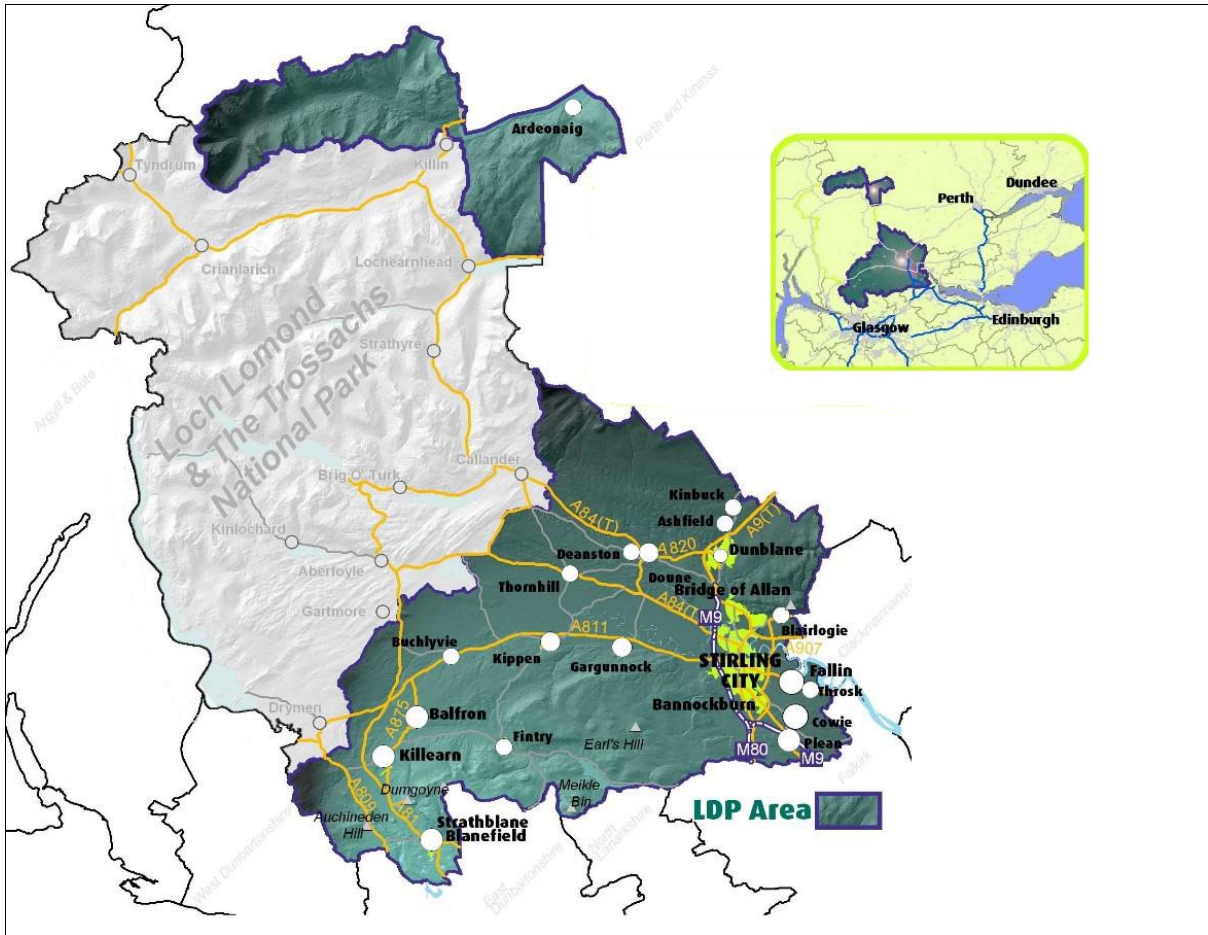 Ardeonaig
Perth and Kinross
Tyndrum
Killin
Crianlarich
Lochearnhead
Strathyre
Argyll & Bute
Loch Lomond
& The Trossachs
National Park
Brig O' Turk
Callander
Kinlochard
Aberfoyle
Gartmore
Drymen
Dundee
Perth
Edinburgh
Glasgow
Kinbuck
Ashfield
A9(T)
A84(T)
A820
Deanston
Dunblane
Doune
Thornhill
Bridge of Allan
A84(T
M9
Blairlogie
Clackmannanshi
A811
A907
Buchlyvie
Kippen
Gargunnock
STIRLING
CITY
Fallin
Throsk
Bannockburn
Cowie
Plean
A875
Balfron
Fintry
Earl's Hill
M80
M9
Falkirk
Killearn
Meikle
Bin
Dumgoyne
A809
A81
Auchineden
Hill
Strathblane
Blanefield
West Dunbartonshire
East
Dunbartonshire
North
Lanarkshire
LDP Area